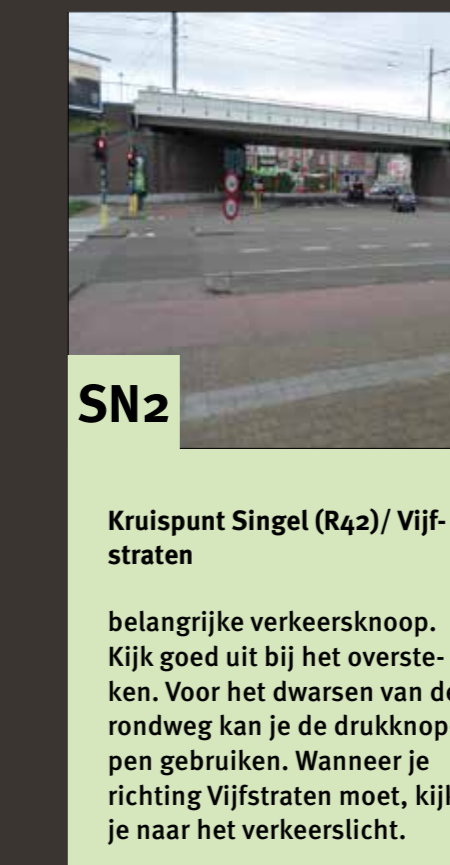 SN2
Kruispunt Singel (R42)/ Vijf-
straten
belangrijke verkeersknoop.
Kijk goed uit bij het overste-
ken. Voor het dwarsen van de
rondweg kan je de drukknop
pen gebruiken. Wanneer je
richting Vijfstraten moet, kijk
je naar het verkeerslicht.